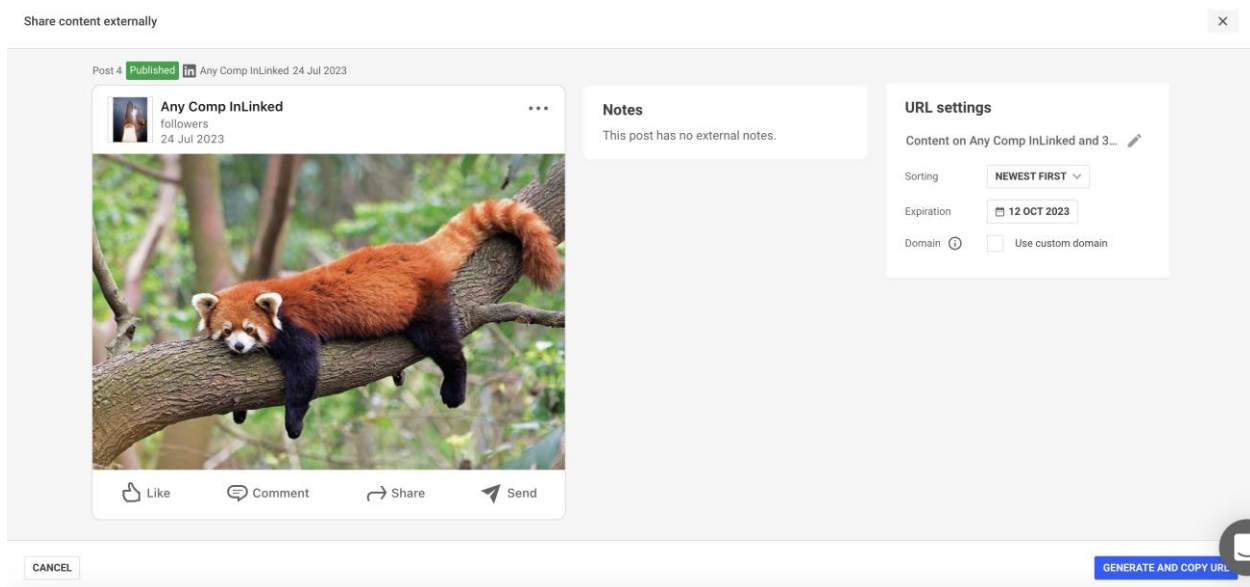 Share content externally
Post 4 Published in Any Comp InLinked 24 Jul 2023
Any Comp InLinked
followers
24 Jul 2023
Like Comment Share Send
Notes
This post has no external notes.
URL settings
Content on Any Comp InLinked and 3...
Sorting NEWEST FIRST
Expiration 12 OCT 2023
Domain Use custom domain
CANCEL
GENERATE AND COPY URL